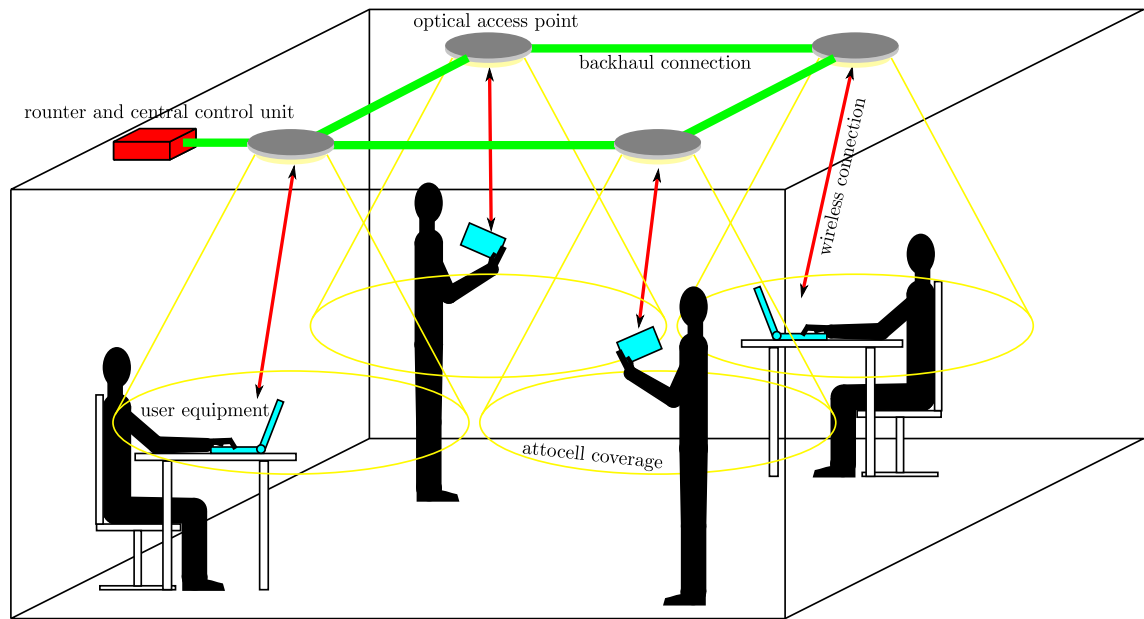 optical access point
backhaul connection
rounter and central control unit
wireless connection
user equipment
attocell coverage